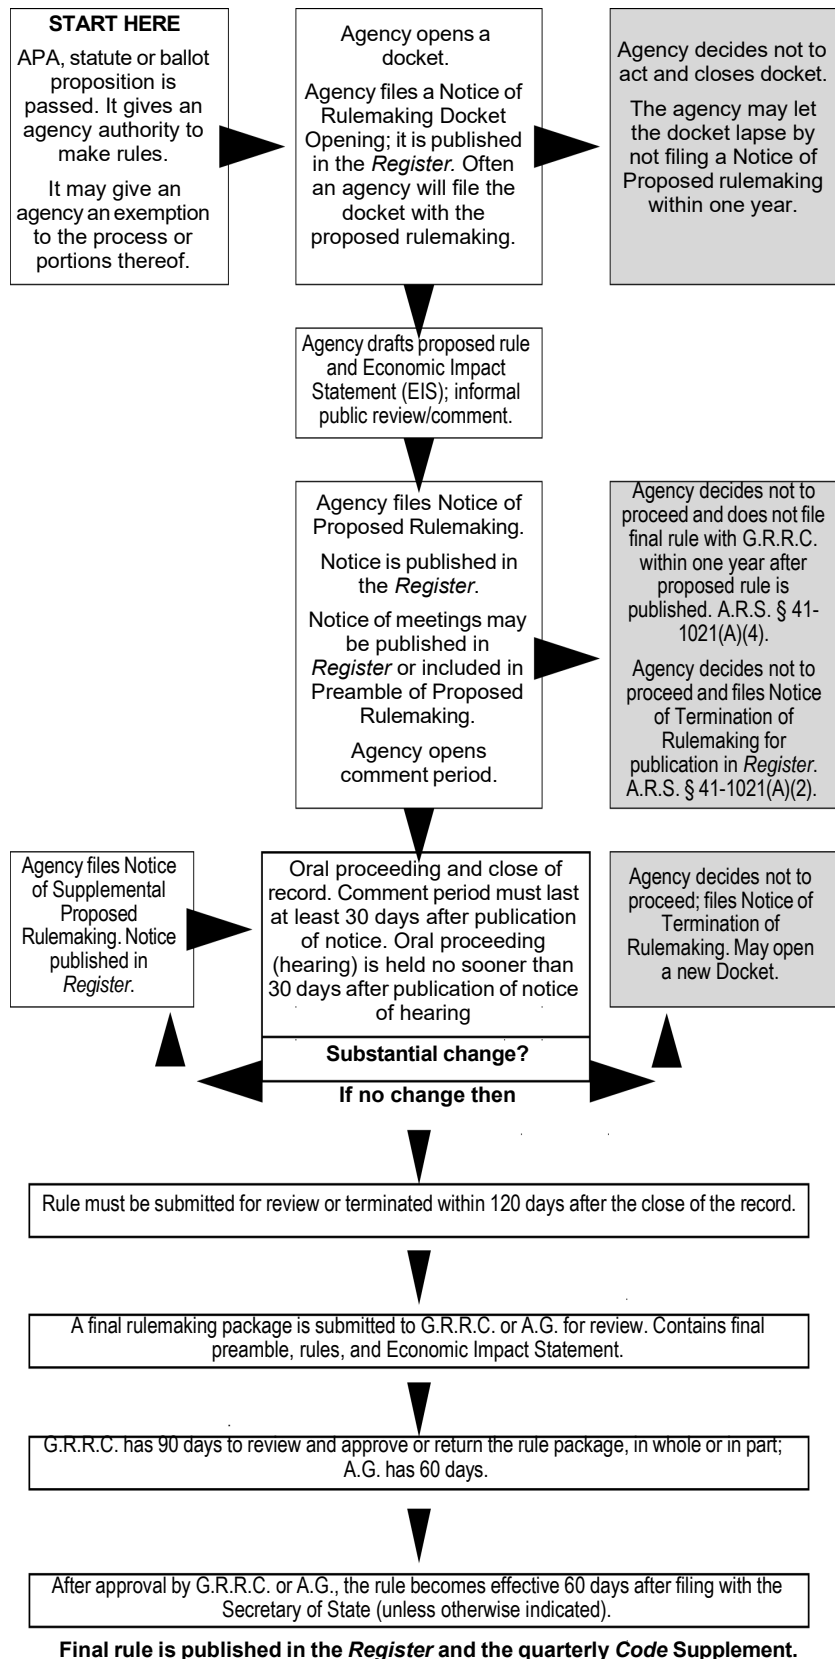 START HERE
APA, statute or ballot
proposition is
passed. It gives an
agency authority to
make rules.
It may give an
agency an exemption
to the process or
portions thereof.
Agency opens a
docket.
Agency files a Notice of
Rulemaking Docket
Opening; it is published
in the Register. Often
an agency will file the
docket with the
proposed rulemaking.
Agency decides not to
act and closes docket.
The agency may let
the docket lapse by
not filing a Notice of
Proposed rulemaking
within one year.
Agency drafts proposed rule
and Economic Impact
Statement (EIS); informal
public review/comment.
Agency files Notice of
Proposed Rulemaking.
Notice is published in
the Register.
Notice of meetings may
be published in
Register or included in
Preamble of Proposed
Rulemaking.
Agency opens
comment period.
Agency decides not to
proceed and does not file
final rule with G.R.R.C.
within one year after
proposed rule is
published. A.R.S. § 41-
1021(A)(4).
Agency decides not to
proceed and files Notice
of Termination of
Rulemaking for
publication in Register.
A.R.S. § 41-1021(A)(2).
Agency files Notice
of Supplemental
Proposed
Rulemaking. Notice
published in
Register.
Oral proceeding and close of
record. Comment period must last
at least 30 days after publication
of notice. Oral proceeding
(hearing) is held no sooner than
30 days after publication of notice
of hearing
Agency decides not to
proceed; files Notice of
Termination of
Rulemaking. May open
a new Docket.
Substantial change?
If no change then
Rule must be submitted for review or terminated within 120 days after the close of the record.
A final rulemaking package is submitted to G.R.R.C. or A.G. for review. Contains final
preamble, rules, and Economic Impact Statement.
G.R.R.C. has 90 days to review and approve or return the rule package, in whole or in part;
A.G. has 60 days.
After approval by G.R.R.C. or A.G., the rule becomes effective 60 days after filing with the
Secretary of State (unless otherwise indicated).
Final rule is published in the Register and the quarterly Code Supplement.